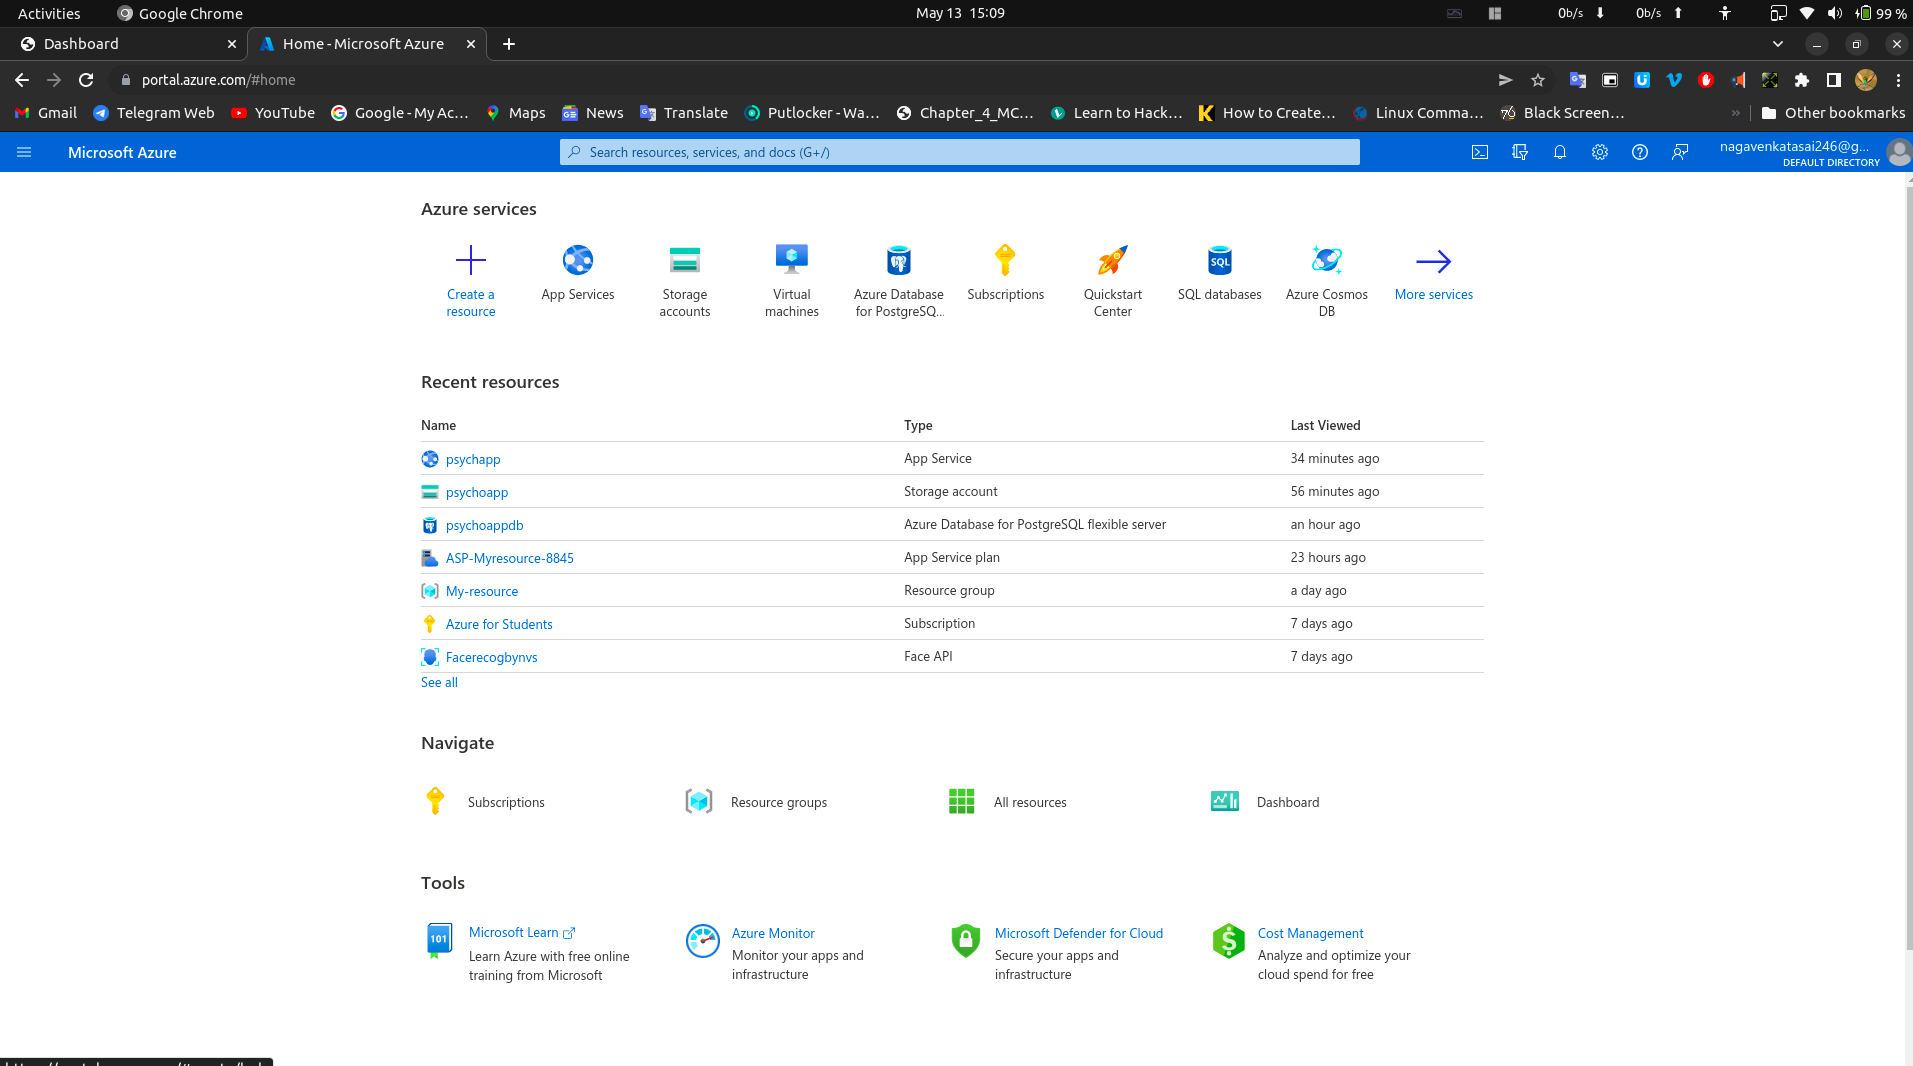 Activities
Google Chrome
May 13 15:09
0b/s
0b/s
99 %
Dashboard
Home - Microsoft Azure
portal.azure.com/#home
Gmail
Telegram Web
YouTube
Google - My Ac...
Maps
News
Translate
Putlocker - Wa...
Chapter_4_MC...
Learn to Hack...
How to Create...
Linux Comma...
Black Screen...
»
Other bookmarks
Microsoft Azure
Search resources, services, and docs (G+/)
nagavenkatasai246@g...
DEFAULT DIRECTORY
Azure services
Create a
resource
App Services
Storage
accounts
Virtual
machines
Azure Database
for PostgreSQ...
Subscriptions
Quickstart
Center
SQL
SQL databases
Azure Cosmos
DB
More services
Recent resources
Name Type Last Viewed
psychapp App Service 34 minutes ago
psychoapp Storage account 56 minutes ago
psychoappdb Azure Database for PostgreSQL flexible server an hour ago
ASP-Myresource-8845 App Service plan 23 hours ago
My-resource Resource group a day ago
Azure for Students Subscription 7 days ago
Facerecogbynvs Face API 7 days ago
See all
Navigate
Subscriptions
Resource groups
All resources
Dashboard
Tools
101
Microsoft Learn
Learn Azure with free online
training from Microsoft
Azure Monitor
Monitor your apps and
infrastructure
Microsoft Defender for Cloud
Secure your apps and
infrastructure
Cost Management
Analyze and optimize your
cloud spend for free